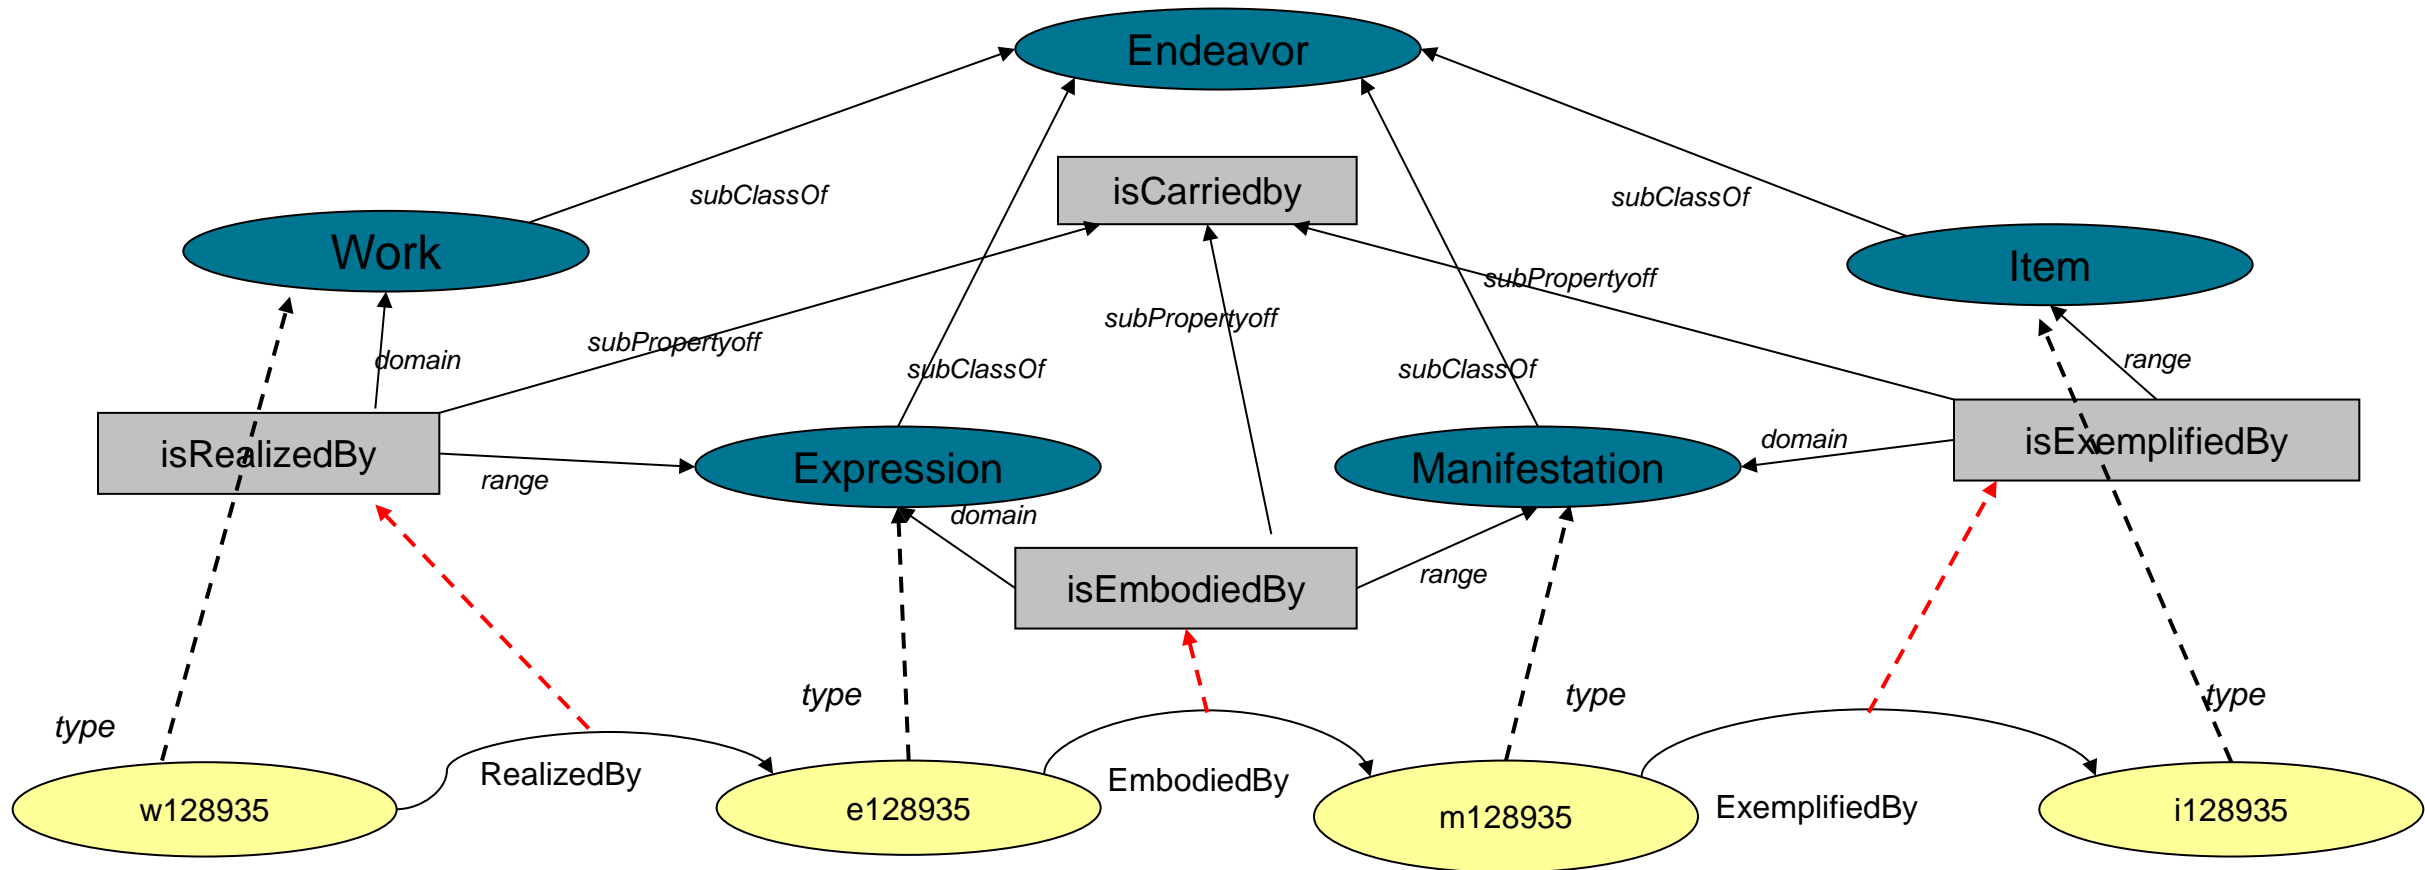 Endeavor
isCarriedby
subClassOf
subClassOf
Work
Item
subPropertyoff
subPropertyoff
subPropertyoff
domain
range
subClassOf
subClassOf
isRealizedBy
Expression
Manifestation
domain
isExemplifiedBy
range
domain
isEmbodiedBy
range
type
type
type
type
RealizedBy
EmbodiedBy
ExemplifiedBy
w128935
e128935
m128935
i128935